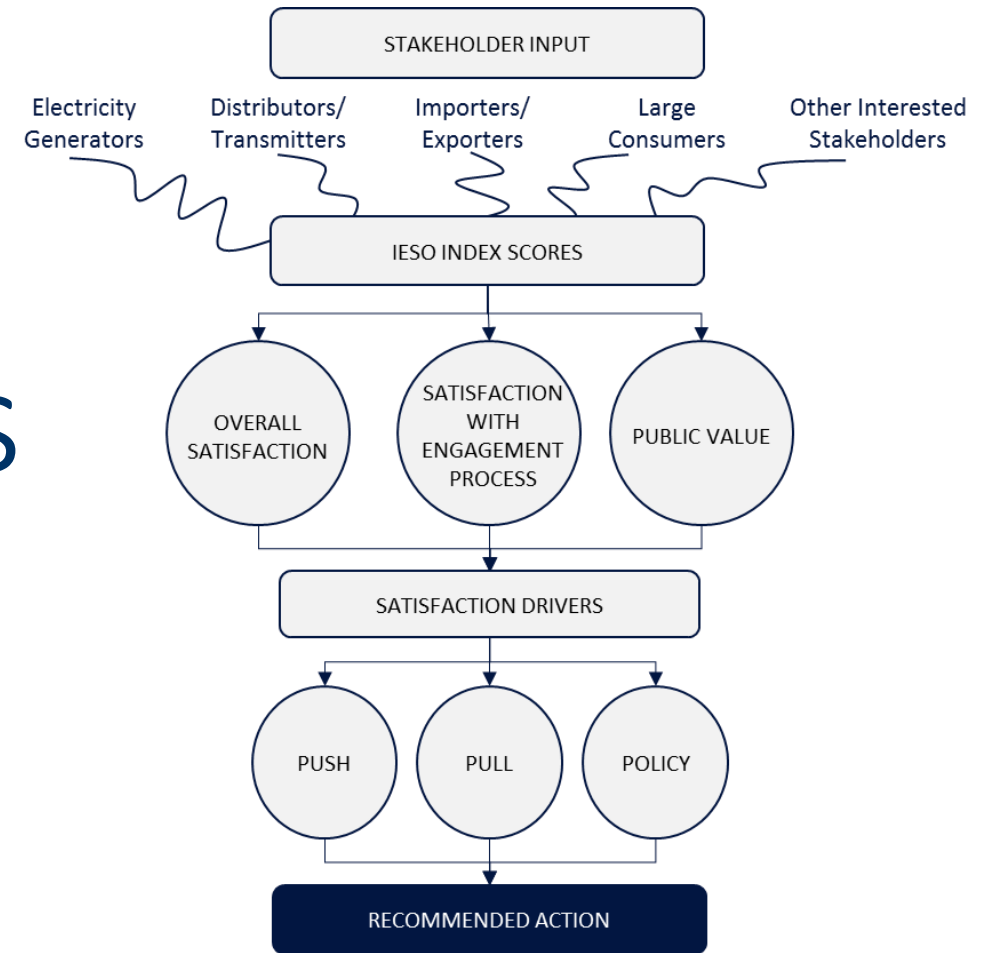 STAKEHOLDER INPUT
Electricity
Generators
Distributors/
Transmitters
Importers/
Exporters
Large
Consumers
Other Interested
Stakeholders
IESO INDEX SCORES
OVERALL
SATISFACTION
SATISFACTION
WITH
ENGAGEMENT
PROCESS
PUBLIC VALUE
s
SATISFACTION DRIVERS
PUSH
PULL
POLICY
RECOMMENDED ACTION